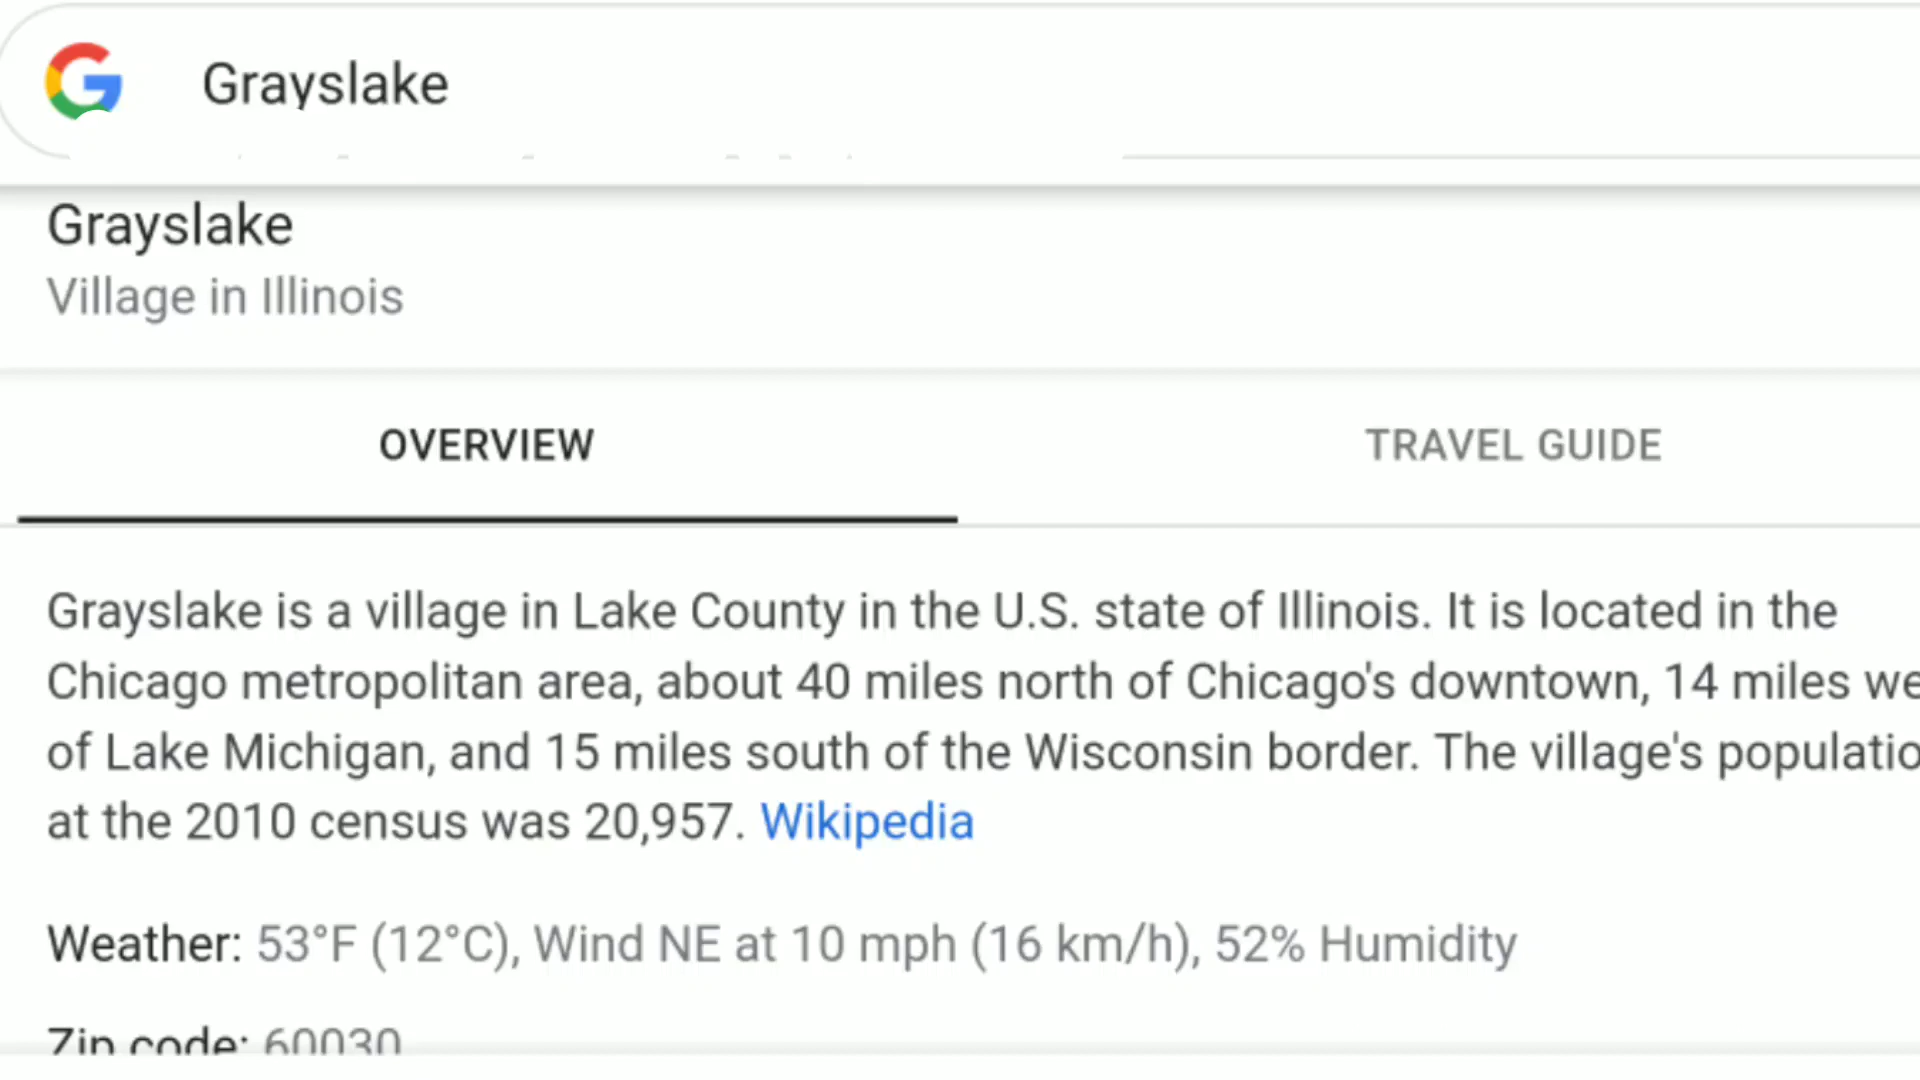 Grayslake
Grayslake
Village in Illinois
OVERVIEW
TRAVEL GUIDE
Grayslake is a village in Lake County in the U.S. state of Illinois. It is located in the
Chicago metropolitan area, about 40 miles north of Chicago's downtown, 14 miles we
of Lake Michigan, and 15 miles south of the Wisconsin border. The village's populatio
at the 2010 census was 20,957. Wikipedia
Weather: 53°F (12°C), Wind NE at 10 mph (16 km/h), 52% Humidity
Zip code: 60030